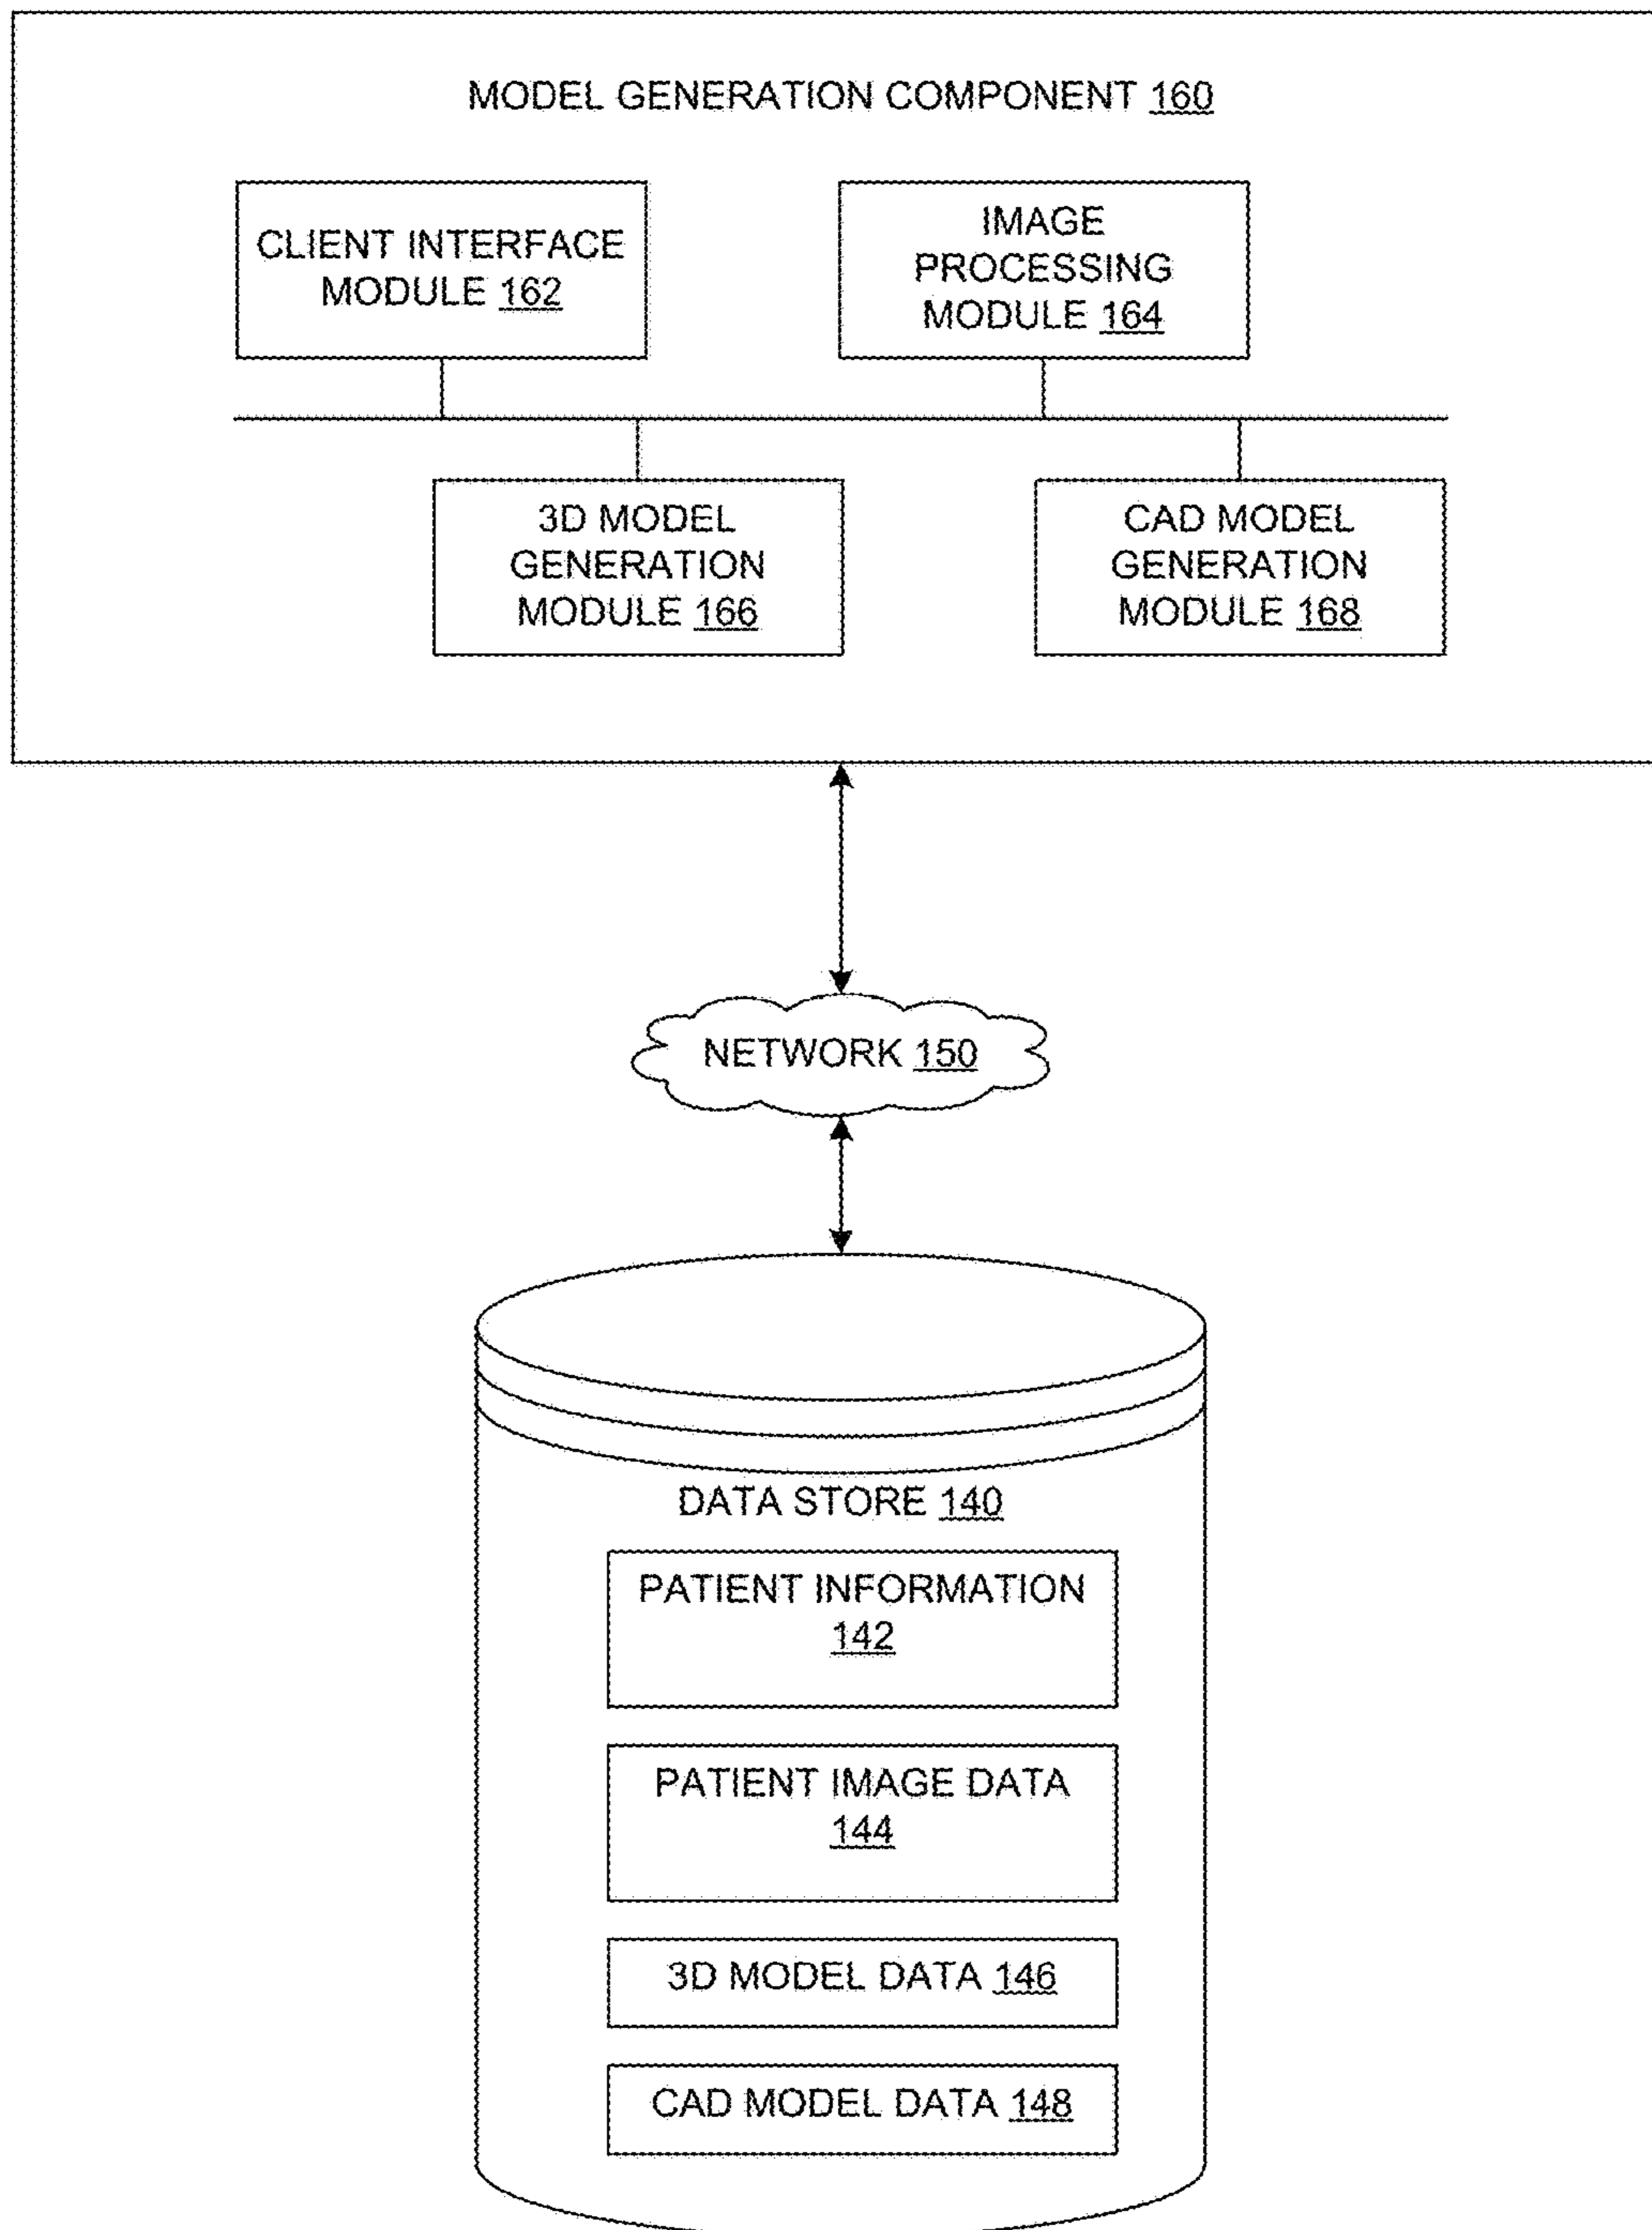 MODEL GENERATION COMPONENT 160
CLIENT INTERFACE
MODULE 162
IMAGE
PROCESSING
MODULE 164
3D MODEL
GENERATION
MODULE 166
CAD MODEL
GENERATION
MODULE 168
NETWORK 150
DATA STORE 140
PATIENT INFORMATION
142
PATIENT IMAGE DATA
144
3D MODEL DATA 146
CAD MODEL DATA 148